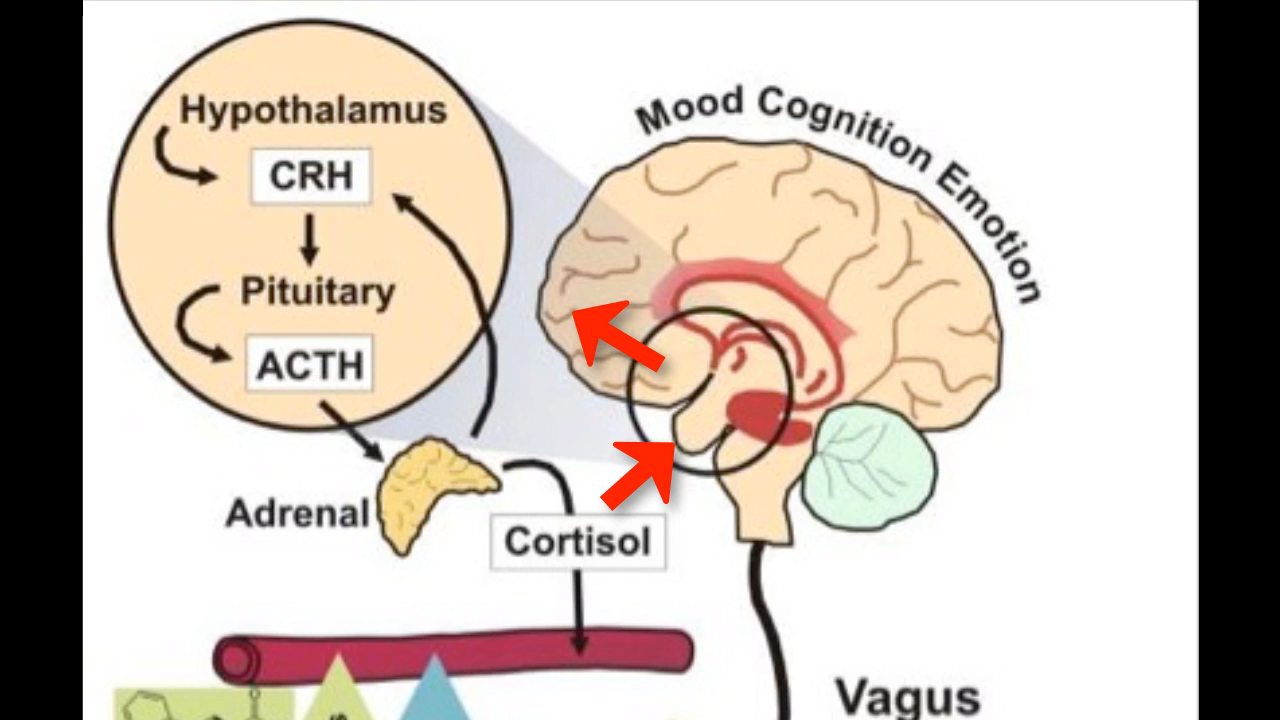 Hypothalamus
CRH
Pituitary
ACTH
Adrenal
Cortisol
Mood Cognition Emotion
Vagus